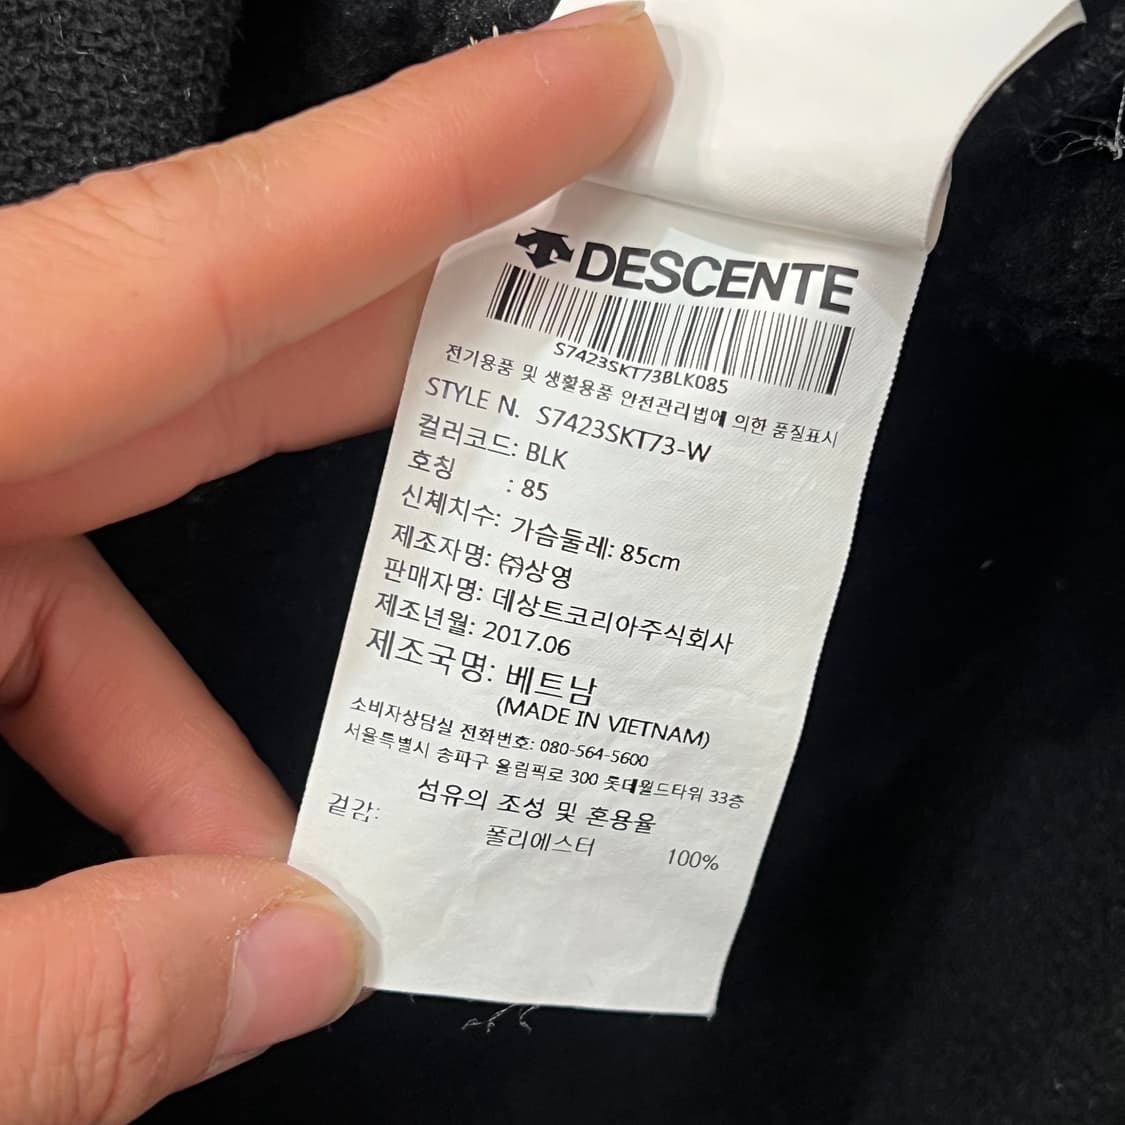 DESCENTE
S7423SKT73BLK085
전기용품 및 생활용품 안전관리법에 의한 품질표시
STYLE N. S7423SKT73-W
컬러코드: BLK
호칭 : 85
신체치수: 가슴둘레: 85cm
제조자명: ㈜상영
판매자명: 데상트코리아주식회사
제조년월: 2017.06
제조국명: 베트남
(MADE IN VIETNAM)
소비자상담실 전화번호: 080-564-5600
서울특별시 송파구 올림픽로 300 롯데월드타워 33층
섬유의 조성 및 혼용율
겉감:
폴리에스터 100%